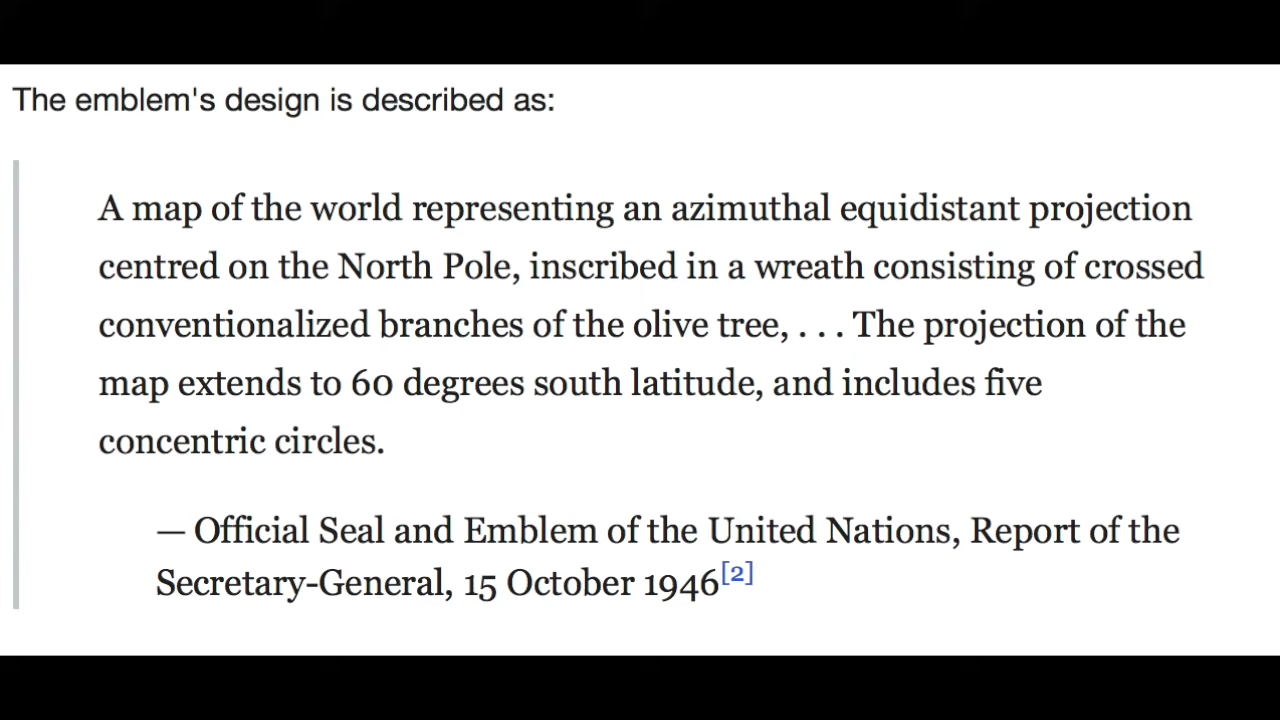 The emblem's design is described as:
A map of the world representing an azimuthal equidistant projection
centred on the North Pole, inscribed in a wreath consisting of crossed
conventionalized branches of the olive tree, . . . The projection of the
map extends to 60 degrees south latitude, and includes five
concentric circles.
— Official Seal and Emblem of the United Nations, Report of the
Secretary-General, 15 October 1946[2]